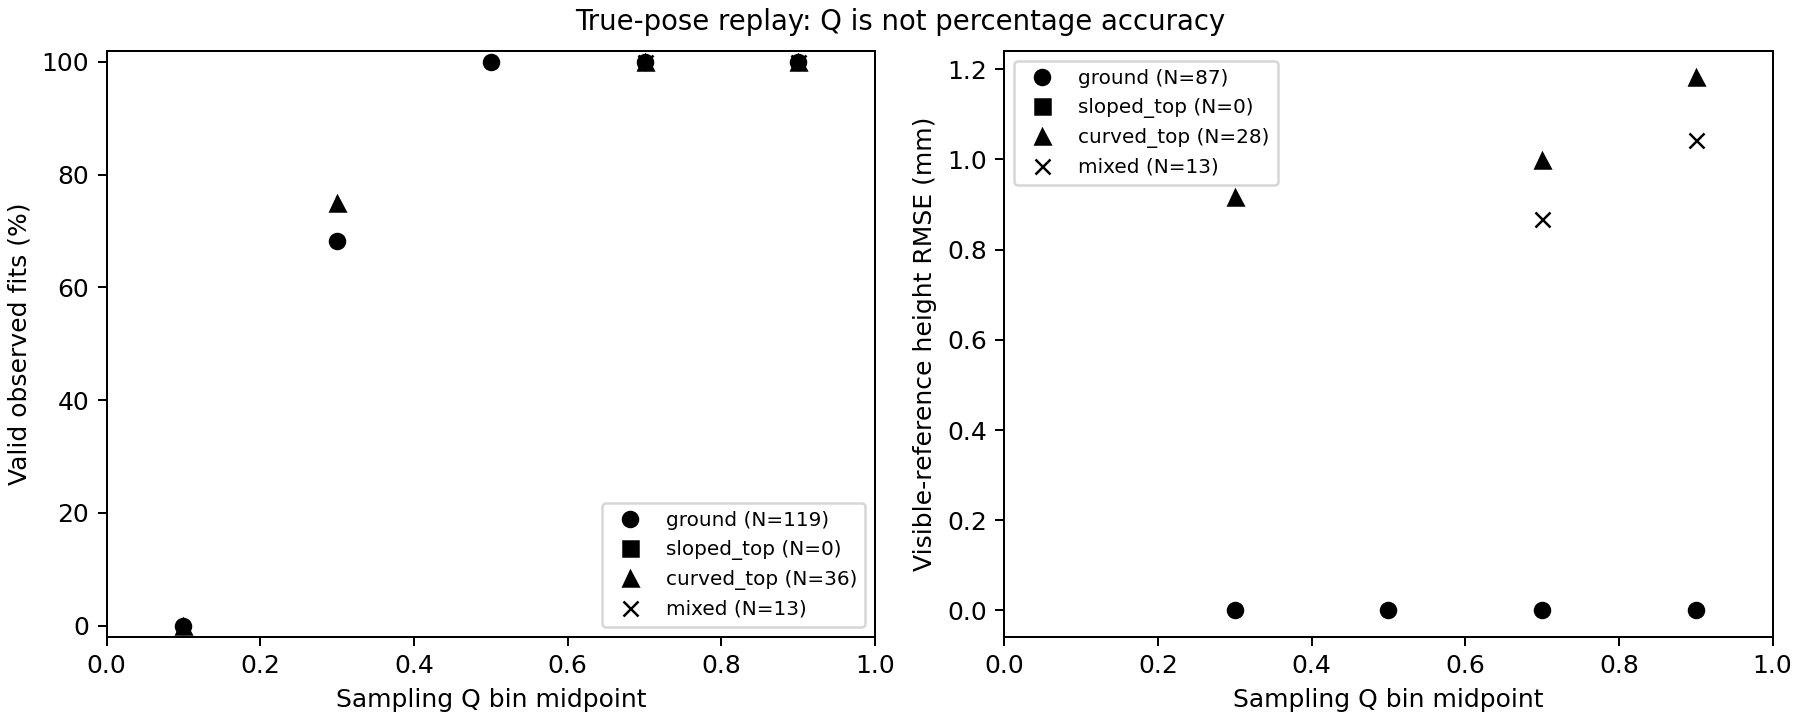 True-pose replay: Q is not percentage accuracy
Valid observed fits (%)
100
80
60
40
20
0
ground (N=119)
sloped_top (N=0)
curved_top (N=36)
mixed (N=13)
0.0 0.2 0.4 0.6 0.8 1.0
Sampling Q bin midpoint
Visible-reference height RMSE (mm)
1.2
1.0
0.8
0.6
0.4
0.2
0.0
ground (N=87)
sloped_top (N=0)
curved_top (N=28)
mixed (N=13)
0.0 0.2 0.4 0.6 0.8 1.0
Sampling Q bin midpoint